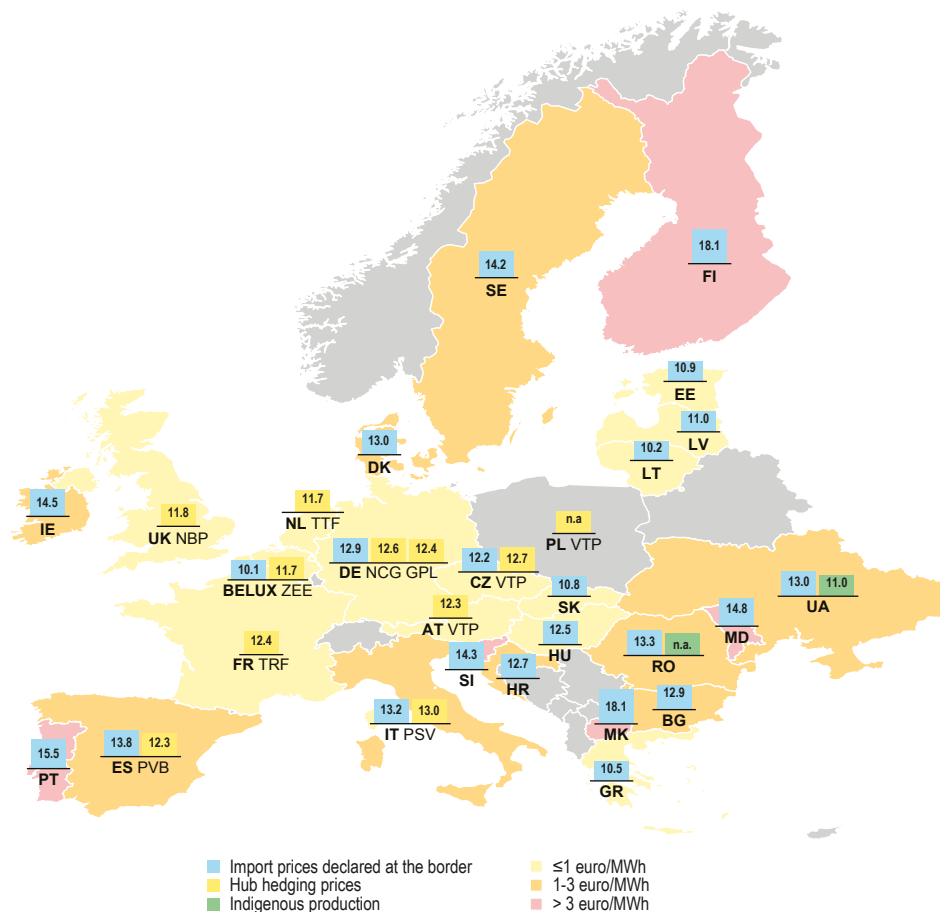 18.1
FI
14.2
SE
10.9
EE
11.0
LV
10.2
LT
13.0
DK
14.5
IE
11.8
UK NBP
11.7
NL TTF
n.a
PL VTP
12.9 12.6 12.4
DE NCG GPL
12.2 12.7
CZ VTP
10.1 11.7
BELUX ZEE
10.8
SK
13.0 11.0
UA
12.3
AT VTP
14.8
MD
12.5
HU
12.4
FR TRF
14.3
SI
12.7
HR
13.3 n.a.
RO
12.9
BG
18.1
MK
13.2 13.0
IT PSV
15.5
PT
13.8 12.3
ES PVB
10.5
GR
Import prices declared at the border
Hub hedging prices
Indigenous production
≤1 euro/MWh
1-3 euro/MWh
> 3 euro/MWh